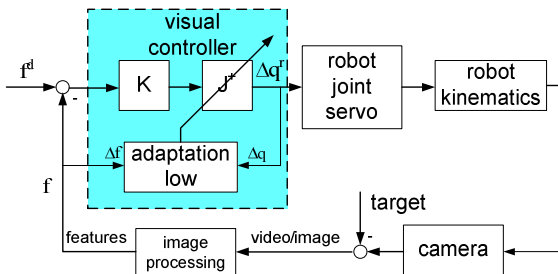 visual
controller
f^d
-
K
J⁺
Δq^r
robot
joint
servo
robot
kinematics
Δf
adaptation
low
Δq
f
target
-
features
image
processing
video/image
camera